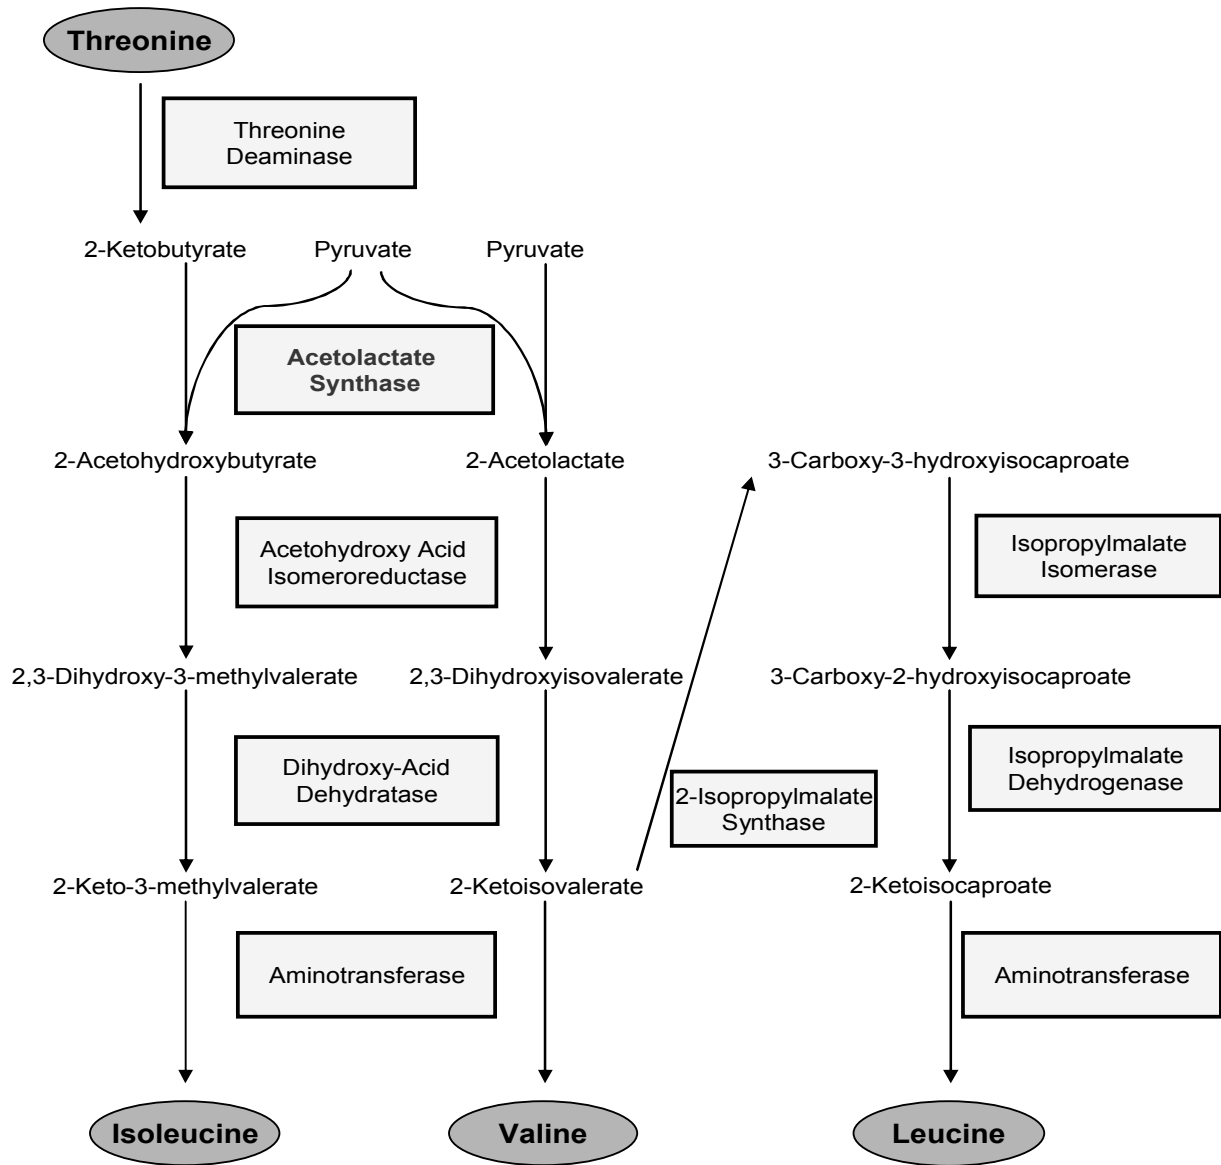 Threonine
Threonine
Deaminase
2-Ketobutyrate
Pyruvate
Pyruvate
Acetolactate
Synthase
2-Acetohydroxybutyrate
2-Acetolactate
3-Carboxy-3-hydroxyisocaproate
Acetohydroxy Acid
Isomeroreductase
Isopropylmalate
Isomerase
2,3-Dihydroxy-3-methylvalerate
2,3-Dihydroxyisovalerate
3-Carboxy-2-hydroxyisocaproate
Dihydroxy-Acid
Dehydratase
2-Isopropylmalate
Synthase
Isopropylmalate
Dehydrogenase
2-Keto-3-methylvalerate
2-Ketoisovalerate
2-Ketoisocaproate
Aminotransferase
Aminotransferase
Isoleucine
Valine
Leucine